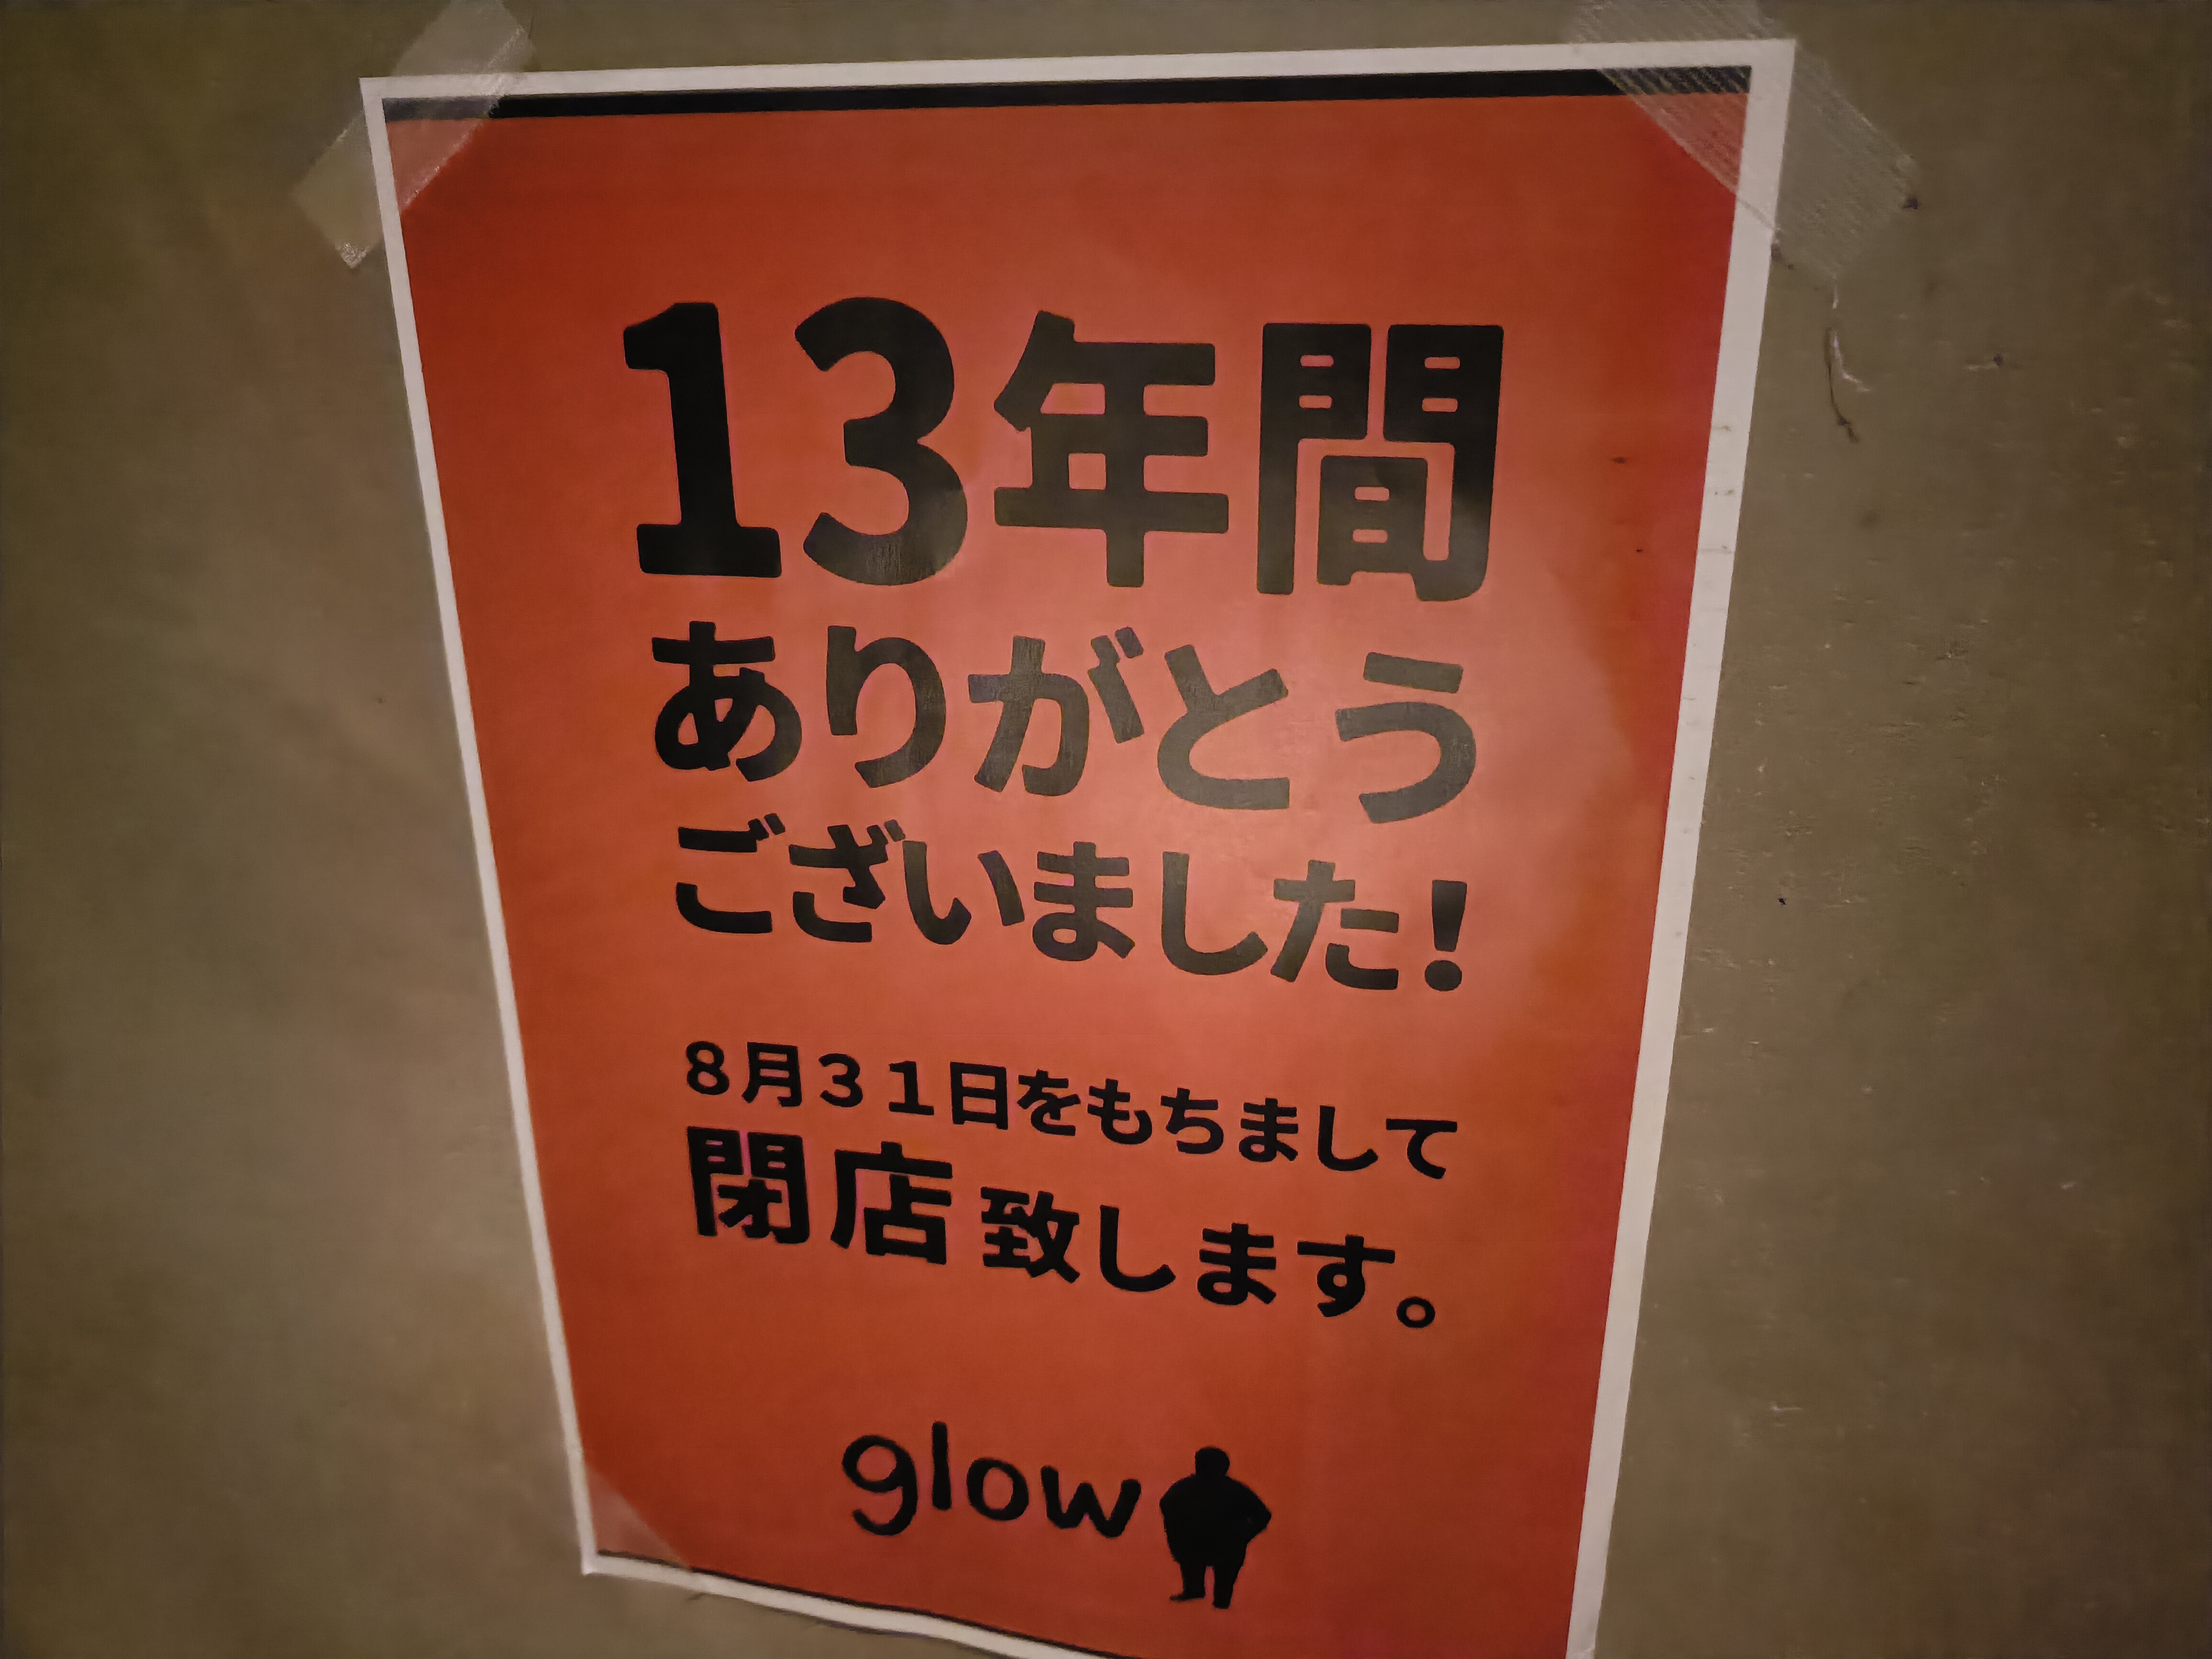 13年間
ありがとう
ございました!
８月３１日をもちまして
閉店致します。
glow